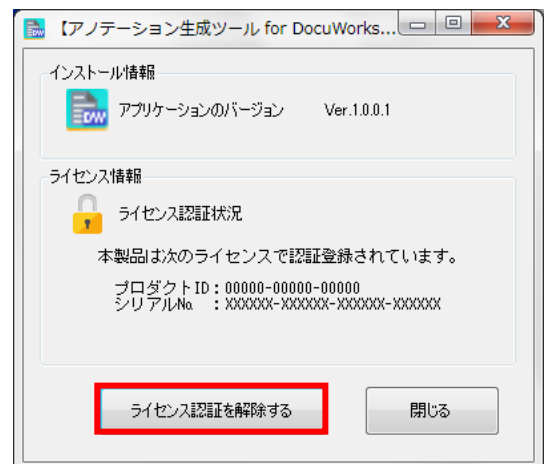 【アノテーション生成ツール for DocuWorks...
インストール情報
DW
アプリケーションのバージョン Ver.1.0.0.1
ライセンス情報
ライセンス認証状況
本製品は次のライセンスで認証登録されています。
プロダクトID：00000-00000-00000
シリアルNo ：XXXXXX-XXXXXX-XXXXXX-XXXXXX
ライセンス認証を解除する 閉じる